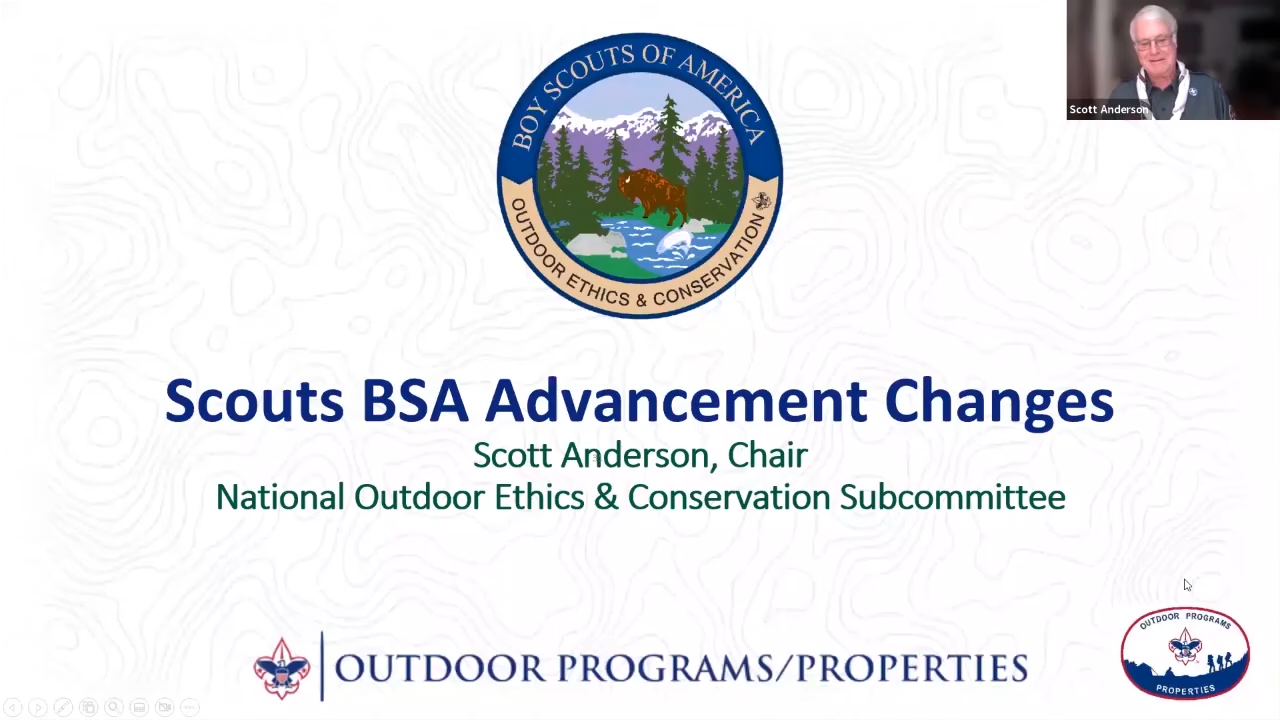 BOY SCOUTS OF AMERICA
OUTDOOR ETHICS & CONSERVATION
Scott Anderson
Scouts BSA Advancement Changes
Scott Anderson, Chair
National Outdoor Ethics & Conservation Subcommittee
OUTDOOR PROGRAMS/PROPERTIES
OUTDOOR PROGRAMS
PROPERTIES